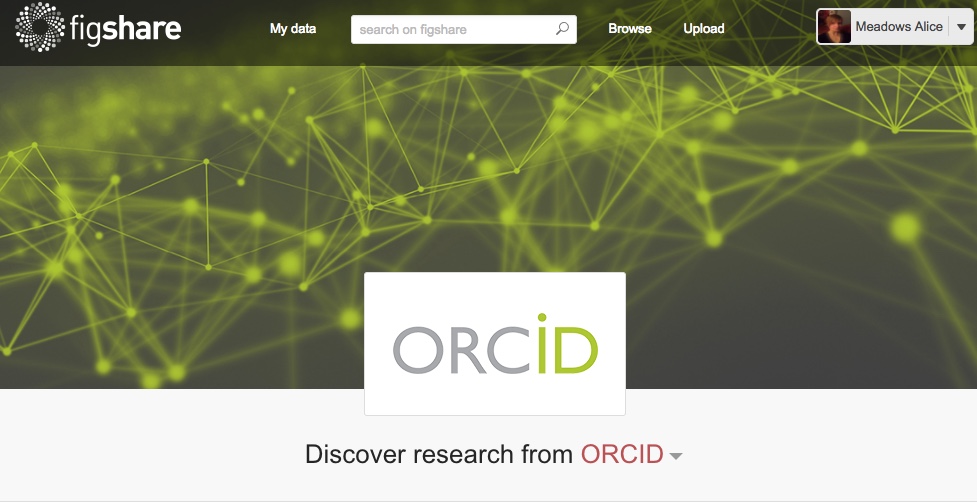 figshare
My data
search on figshare
Browse
Upload
Meadows Alice
ORCiD
Discover research from ORCID